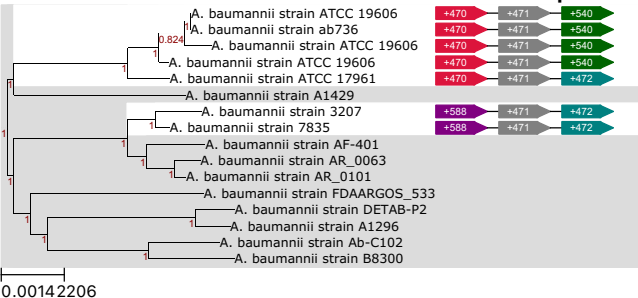 A. baumannii strain ATCC 19606 +470 +471 +540
A. baumannii strain ab736 +470 +471 +540
0.824 1
A. baumannii strain ATCC 19606 +470 +471 +540
1
A. baumannii strain ATCC 19606 +470 +471 +540
1 A. baumannii strain ATCC 17961 +470 +471 +472
1 A. baumannii strain A1429
A. baumannii strain 3207 +588 +471 +472
1 1 A. baumannii strain 7835 +588 +471 +472
1 A. baumannii strain AF-401
1 A. baumannii strain AR_0063
1 1 A. baumannii strain AR_0101
A. baumannii strain FDAARGOS_533
1 A. baumannii strain DETAB-P2
1 A. baumannii strain A1296
1 A. baumannii strain Ab-C102
1 A. baumannii strain B8300
0.00142206